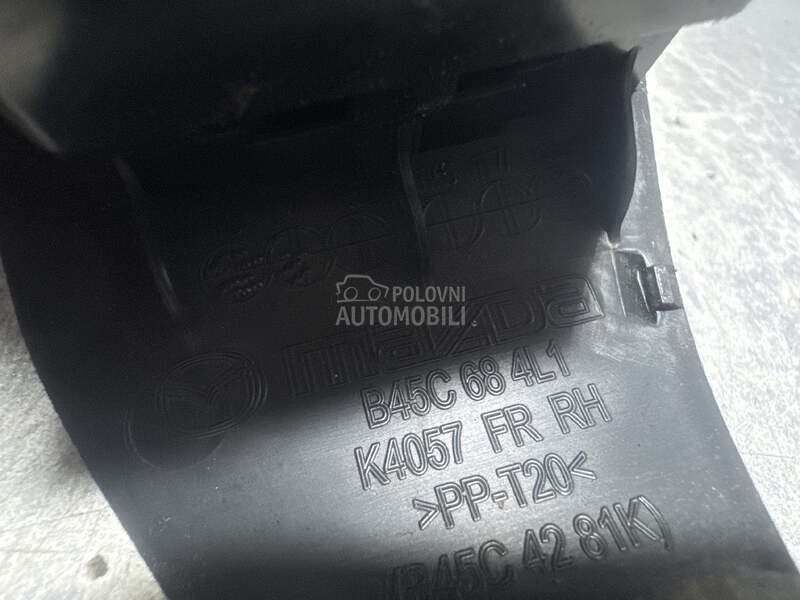 POLOVNI
AUTOMOBILI
mazda
B45C 68 4L1
K4057 FR RH
>PP-T20<
(B45C 42 81K)